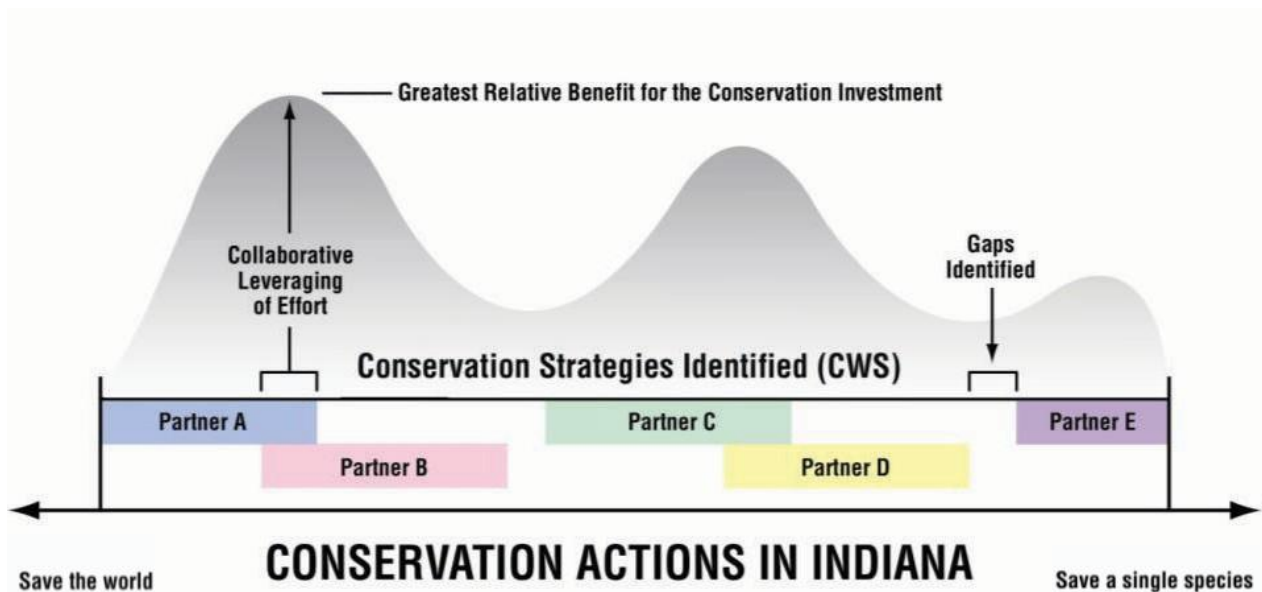 Greatest Relative Benefit for the Conservation Investment
Collaborative
Leveraging
of Effort
Gaps
Identified
Conservation Strategies Identified (CWS)
Partner A
Partner C
Partner E
Partner B
Partner D
CONSERVATION ACTIONS IN INDIANA
Save the world
Save a single species